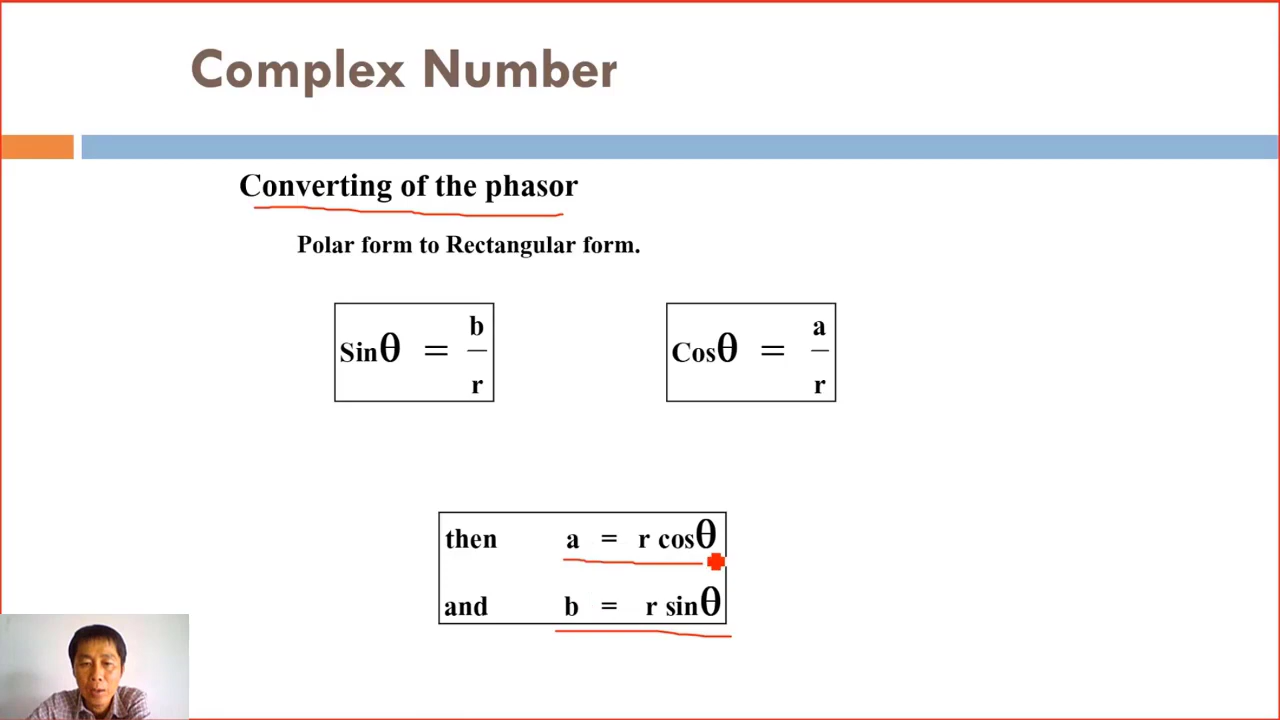 Complex Number
Converting of the phasor
Polar form to Rectangular form.
Sinθ = b/r
Cosθ = a/r
then a = r cosθ
and b = r sinθ